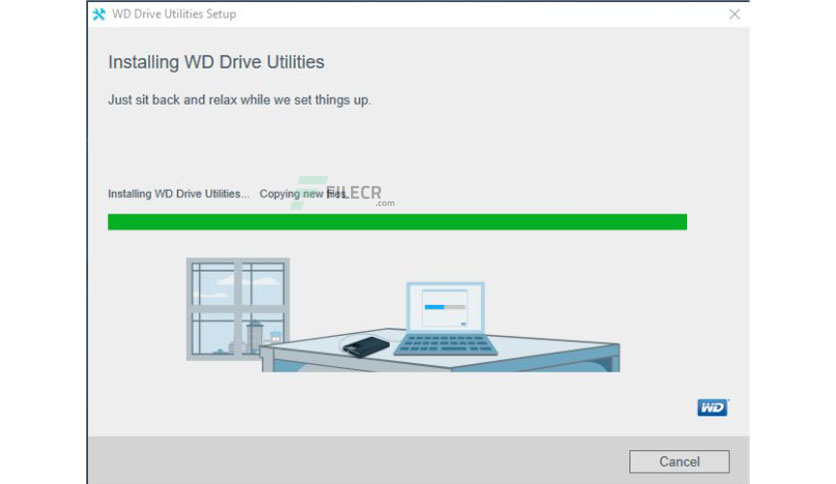 WD Drive Utilities Setup
Installing WD Drive Utilities
Just sit back and relax while we set things up.
Installing WD Drive Utilities... Copying new files...
FILECR
.com
WD
Cancel